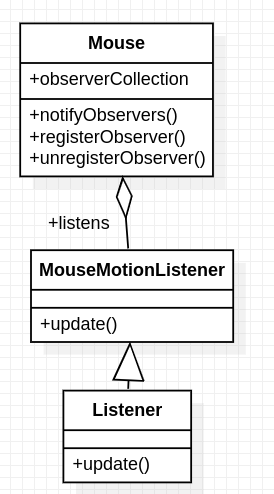 Mouse
+observerCollection
+notifyObservers()
+registerObserver()
+unregisterObserver()
+listens
MouseMotionListener
+update()
Listener
+update()